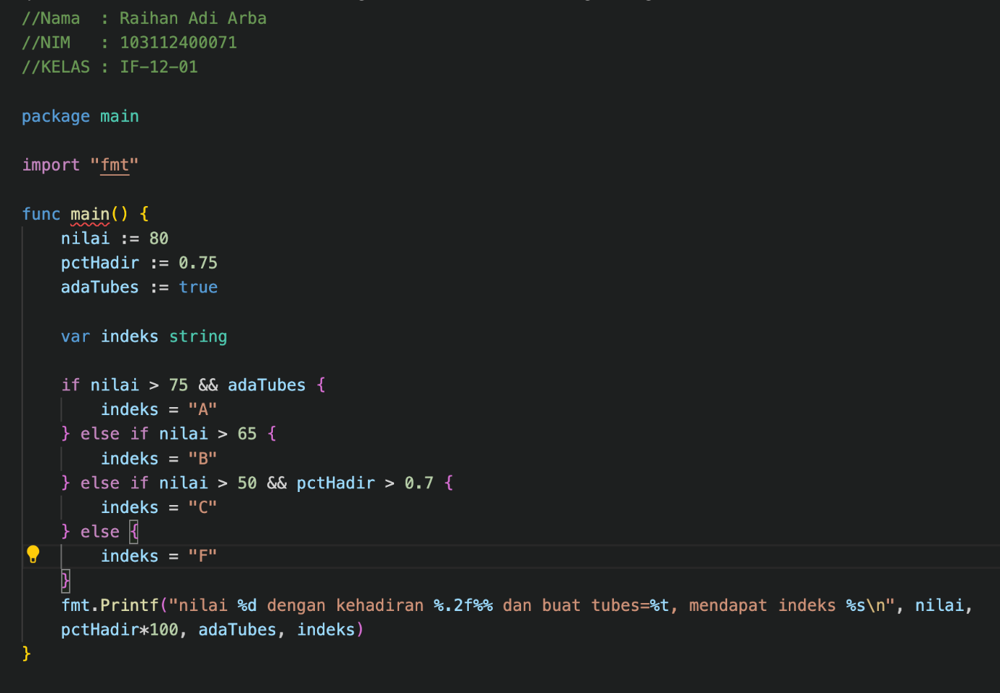 //Nama  : Raihan Adi Arba
//NIM   : 103112400071
//KELAS : IF-12-01

package main

import "fmt"

func main() {
    nilai := 80
    pctHadir := 0.75
    adaTubes := true

    var indeks string

    if nilai > 75 && adaTubes {
        indeks = "A"
    } else if nilai > 65 {
        indeks = "B"
    } else if nilai > 50 && pctHadir > 0.7 {
        indeks = "C"
    } else {
        indeks = "F"
    }
    fmt.Printf("nilai %d dengan kehadiran %.2f%% dan buat tubes=%t, mendapat indeks %s\n", nilai,
    pctHadir*100, adaTubes, indeks)
}